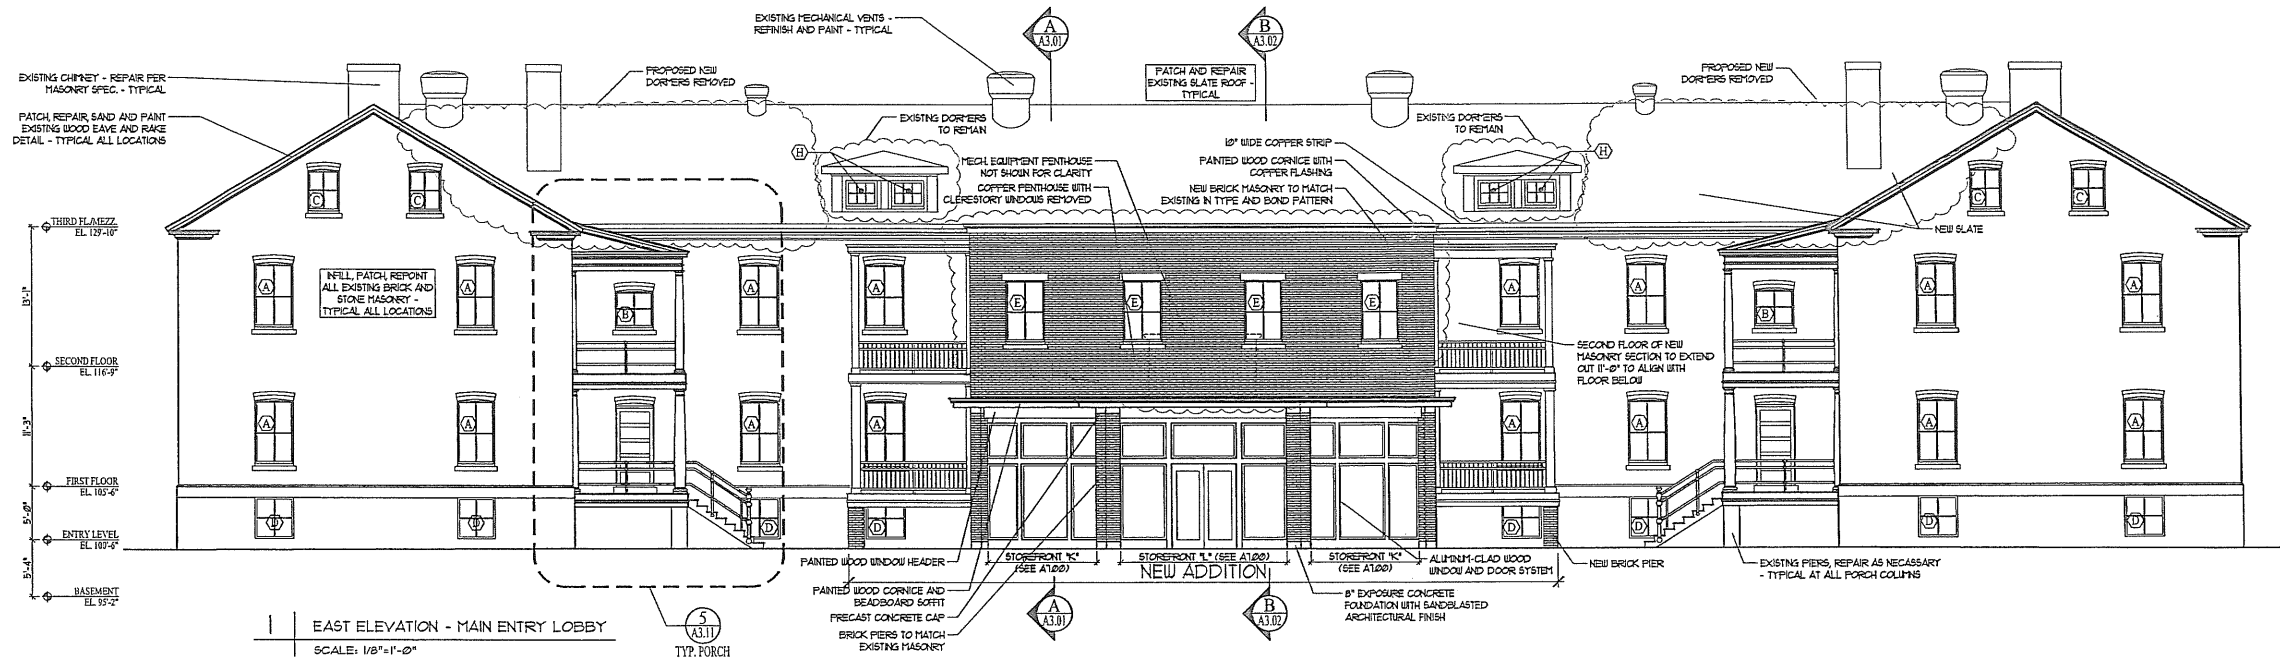 EXISTING MECHANICAL VENTS -
REFINISH AND PAINT - TYPICAL
A
A3.01
B
A3.02
EXISTING CHIMNEY - REPAIR PER
MASONRY SPEC. - TYPICAL
PROPOSED NEW
DORMERS REMOVED
PATCH AND REPAIR
EXISTING SLATE ROOF -
TYPICAL
PROPOSED NEW
DORMERS REMOVED
PATCH, REPAIR, SAND AND PAINT
EXISTING WOOD EAVE AND RAKE
DETAIL - TYPICAL ALL LOCATIONS
EXISTING DORMERS
TO REMAIN
EXISTING DORMERS
TO REMAIN
H
H
10" WIDE COPPER STRIP
MECH. EQUIPMENT PENTHOUSE
NOT SHOWN FOR CLARITY
PAINTED WOOD CORNICE WITH
COPPER FLASHING
COPPER PENTHOUSE WITH
CLERESTORY WINDOWS REMOVED
NEW BRICK MASONRY TO MATCH
EXISTING IN TYPE AND BOND PATTERN
C
C
C
C
THIRD FL./MEZZ.
EL. 129'-10"
NEW SLATE
INFILL, PATCH, REPOINT
ALL EXISTING BRICK AND
STONE MASONRY -
TYPICAL ALL LOCATIONS
A
A
B
A
A
E
E
E
E
A
A
B
A
A
13'-1"
SECOND FLOOR OF NEW
MASONRY SECTION TO EXTEND
OUT 11'-0" TO ALIGN WITH
FLOOR BELOW
SECOND FLOOR
EL. 116'-9"
A
A
A
A
A
A
A
A
11'-3"
FIRST FLOOR
EL. 105'-6"
D
D
D
D
D
D
D
D
5'-0"
ENTRY LEVEL
EL. 100'-6"
5'-4"
BASEMENT
EL. 95'-2"
PAINTED WOOD WINDOW HEADER
STOREFRONT "K"
(SEE A7.00)
STOREFRONT "L" (SEE A7.00)
STOREFRONT "K"
(SEE A7.00)
NEW ADDITION
ALUMINUM-CLAD WOOD
WINDOW AND DOOR SYSTEM
NEW BRICK PIER
EXISTING PIERS, REPAIR AS NECASSARY
- TYPICAL AT ALL PORCH COLUMNS
PAINTED WOOD CORNICE AND
BEADBOARD SOFFIT
PRECAST CONCRETE CAP
BRICK PIERS TO MATCH
EXISTING MASONRY
A
A3.01
B
A3.02
8" EXPOSURE CONCRETE
FOUNDATION WITH SANDBLASTED
ARCHITECTURAL FINISH
1
EAST ELEVATION - MAIN ENTRY LOBBY
SCALE: 1/8"=1'-0"
5
A3.11
TYP. PORCH